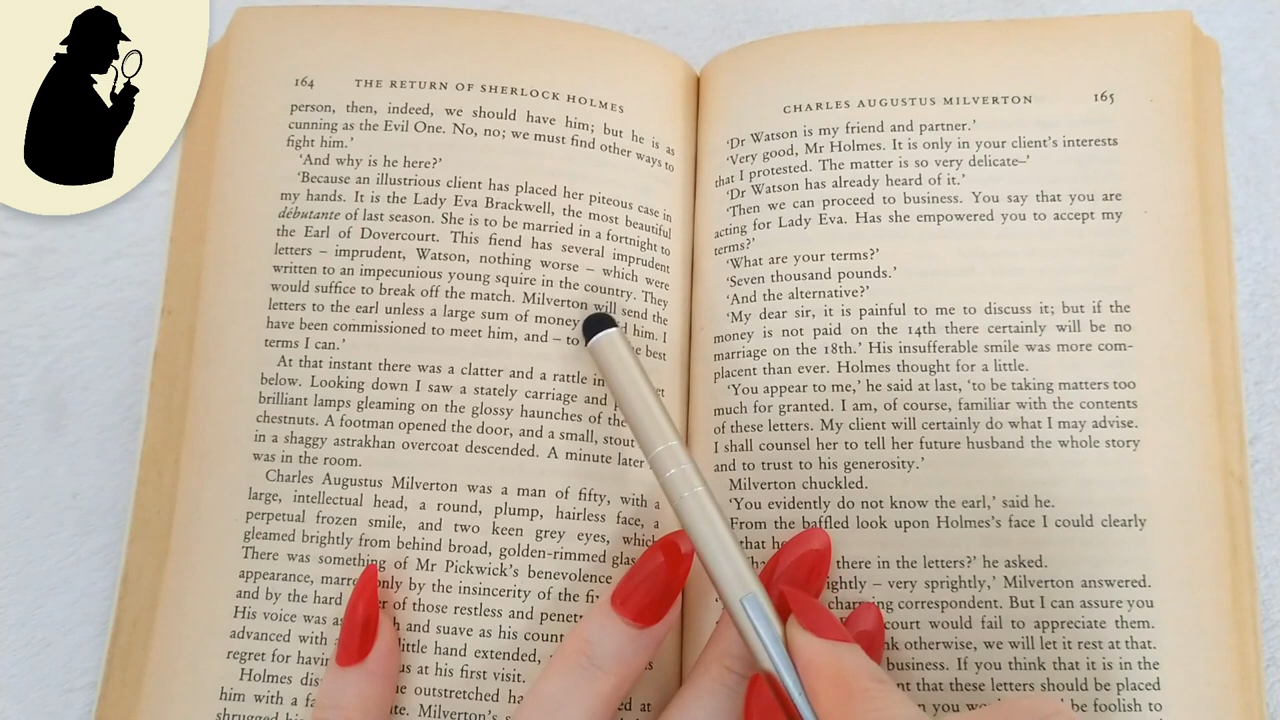 164 THE RETURN OF SHERLOCK HOLMES
person, then, indeed, we should have him; but he is as
cunning as the Evil One. No, no; we must find other ways to
fight him.’
‘And why is he here?’
‘Because an illustrious client has placed her piteous case in
my hands. It is the Lady Eva Brackwell, the most beautiful
débutante of last season. She is to be married in a fortnight to
the Earl of Dovercourt. This fiend has several imprudent
letters – imprudent, Watson, nothing worse – which were
written to an impecunious young squire in the country. They
would suffice to break off the match. Milverton will send the
letters to the earl unless a large sum of money him. I
have been commissioned to meet him, and – to best
terms I can.’
At that instant there was a clatter and a rattle in
below. Looking down I saw a stately carriage and
brilliant lamps gleaming on the glossy haunches of the
chestnuts. A footman opened the door, and a small, stout
in a shaggy astrakhan overcoat descended. A minute later
was in the room.
Charles Augustus Milverton was a man of fifty, with a
large, intellectual head, a round, plump, hairless face, a
perpetual frozen smile, and two keen grey eyes, which
gleamed brightly from behind broad, golden-rimmed
There was something of Mr Pickwick’s benevolence
appearance, only by the insincerity of the
and by the hard of those restless and
His voice was and suave as his
advanced with little hand extended,
regret for us at his first visit.
Holmes outstretched
him with a Milverton’s
CHARLES AUGUSTUS MILVERTON 165
‘Dr Watson is my friend and partner.’
‘Very good, Mr Holmes. It is only in your client’s interests
that I protested. The matter is so very delicate–’
‘Dr Watson has already heard of it.’
‘Then we can proceed to business. You say that you are
acting for Lady Eva. Has she empowered you to accept my
terms?’
‘What are your terms?’
‘Seven thousand pounds.’
‘And the alternative?’
‘My dear sir, it is painful to me to discuss it; but if the
money is not paid on the 14th there certainly will be no
marriage on the 18th.’ His insufferable smile was more com-
placent than ever. Holmes thought for a little.
‘You appear to me,’ he said at last, ‘to be taking matters too
much for granted. I am, of course, familiar with the contents
of these letters. My client will certainly do what I may advise.
I shall counsel her to tell her future husband the whole story
and to trust to his generosity.’
Milverton chuckled.
‘You evidently do not know the earl,’ said he.
From the baffled look upon Holmes’s face I could clearly
that he
there in the letters?’ he asked.
– very sprightly,’ Milverton answered.
charming correspondent. But I can assure you
would fail to appreciate them.
otherwise, we will let it rest at that.
business. If you think that it is in the
that these letters should be placed
you be foolish to